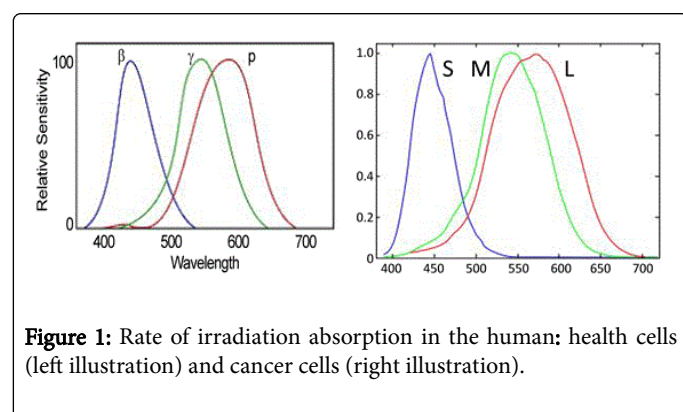 β γ p
100
Relative Sensitivity
0
400 500 600 700
Wavelength
S M L
1.0
0.8
0.6
0.4
0.2
0
400 450 500 550 600 650 700
Figure 1: Rate of irradiation absorption in the human: health cells
(left illustration) and cancer cells (right illustration).